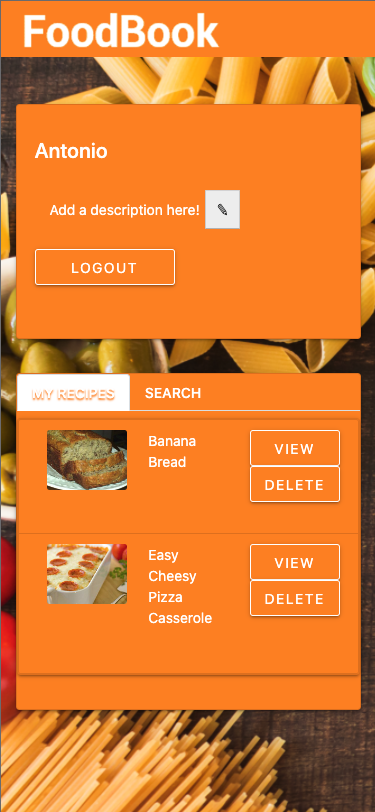 FoodBook
Antonio
Add a description here! ✎
LOGOUT
MY RECIPES SEARCH
Banana
Bread
VIEW
DELETE
Easy
Cheesy
Pizza
Casserole
VIEW
DELETE